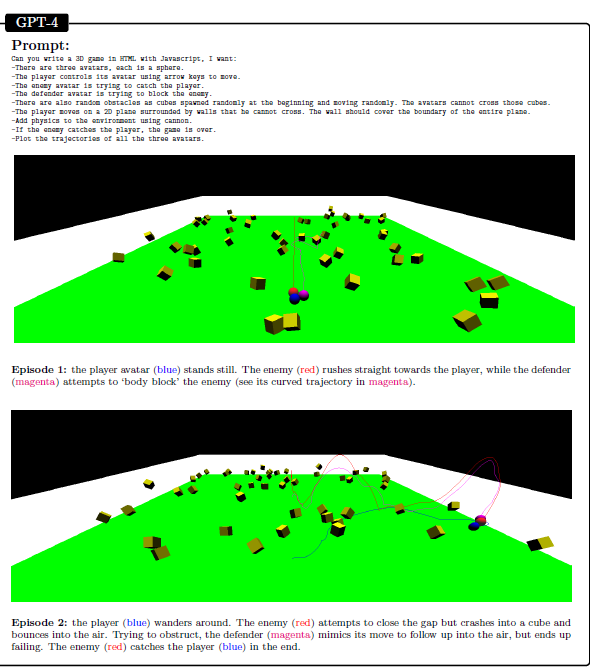 GPT-4
Prompt:
Can you write a 3D game in HTML with Javascript, I want:
-There are three avatars, each is a sphere.
-The player controls its avatar using arrow keys to move.
-The enemy avatar is trying to catch the player.
-The defender avatar is trying to block the enemy.
-There are also random obstacles as cubes spawned randomly at the beginning and moving randomly. The avatars cannot cross those cubes.
-The player moves on a 2D plane surrounded by walls that he cannot cross. The wall should cover the boundary of the entire plane.
-Add physics to the environment using cannon.
-If the enemy catches the player, the game is over.
-Plot the trajectories of all the three avatars.
Episode 1: the player avatar (blue) stands still. The enemy (red) rushes straight towards the player, while the defender
(magenta) attempts to ‘body block’ the enemy (see its curved trajectory in magenta).
Episode 2: the player (blue) wanders around. The enemy (red) attempts to close the gap but crashes into a cube and
bounces into the air. Trying to obstruct, the defender (magenta) mimics its move to follow up into the air, but ends up
failing. The enemy (red) catches the player (blue) in the end.